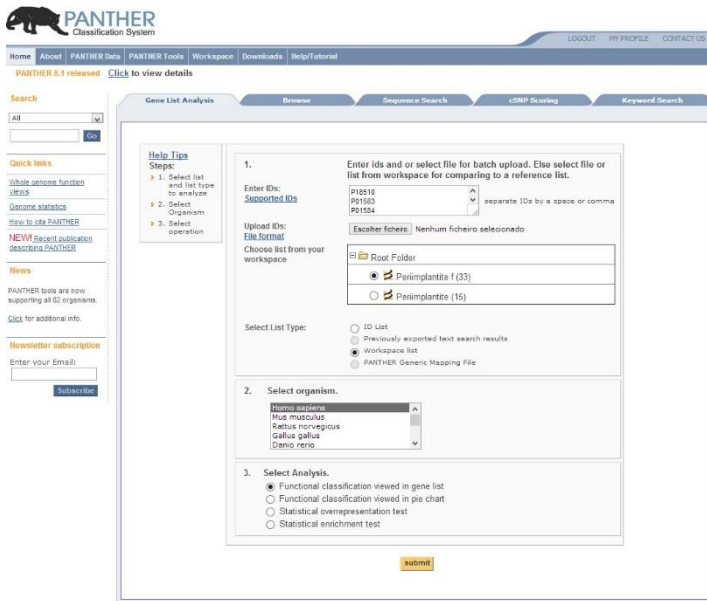 PANTHER
Classification System
LOGOUT MY PROFILE CONTACT US
Home About PANTHER Data PANTHER Tools Workspace Downloads Help/Tutorial
PANTHER 8.1 released Click to view details
Search
All
Go
Quick links
Whole genome function
views
Genome statistics
How to cite PANTHER
NEW! Recent publication
describing PANTHER
News
PANTHER tools are now
supporting all 82 organisms.
Click for additional info.
Newsletter subscription
Enter your Email:
Subscribe
Gene List Analysis Browse Sequence Search cSNP Scoring Keyword Search
Help Tips
Steps:
1. Select list
and list type
to analyze
2. Select
Organism
3. Select
operation
1. Enter ids and or select file for batch upload. Else select file or
list from workspace for comparing to a reference list.
Enter IDs:
Supported IDs
P18510
P01583
P01584
separate IDs by a space or comma
Upload IDs:
File format
Escolher ficheiro Nenhum ficheiro selecionado
Choose list from your
workspace
Root Folder
Periimplantite f (33)
Periimplantite (15)
Select List Type:
ID List
Previously exported text search results
Workspace list
PANTHER Generic Mapping File
2. Select organism.
Homo sapiens
Mus musculus
Rattus norvegicus
Gallus gallus
Danio rerio
3. Select Analysis.
Functional classification viewed in gene list
Functional classification viewed in pie chart
Statistical overrepresentation test
Statistical enrichment test
submit